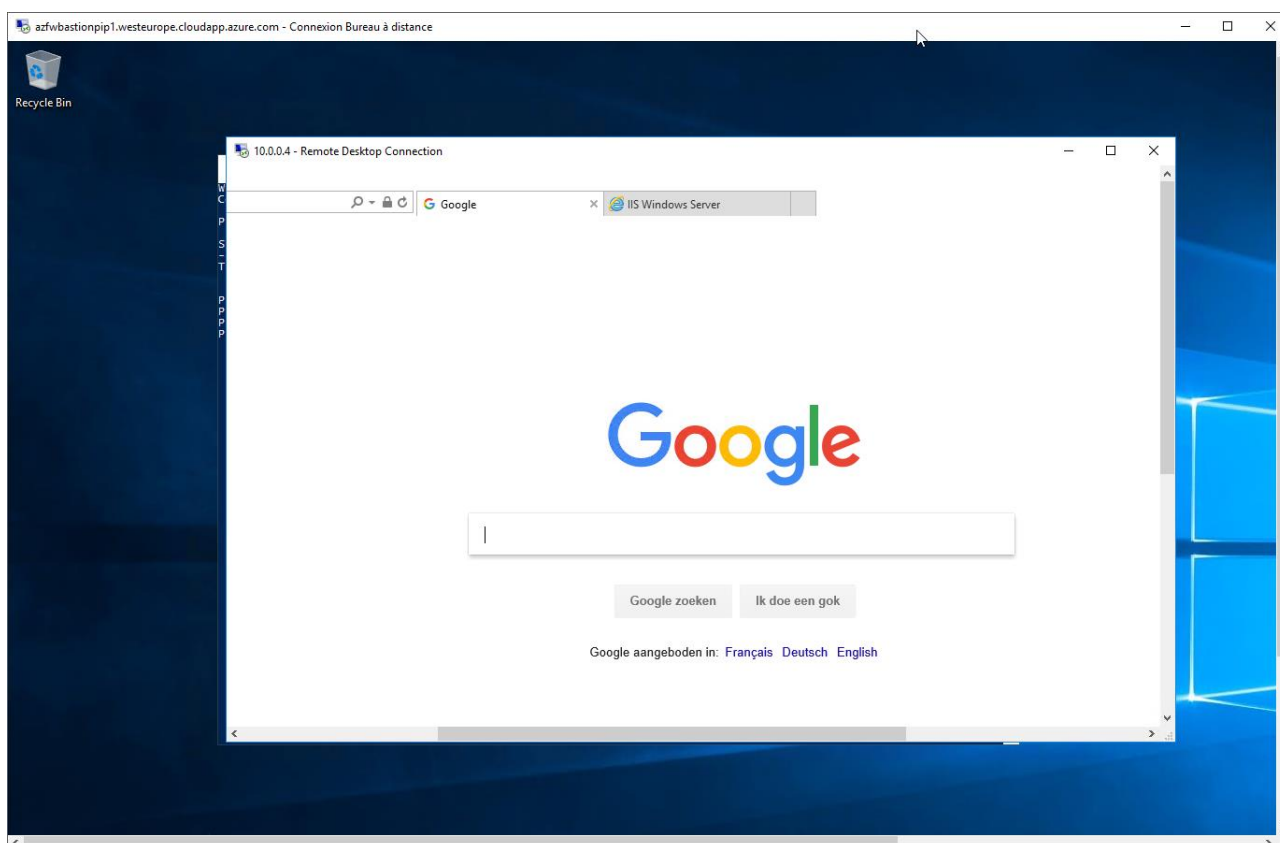 azfwbastionpip1.westeurope.cloudapp.azure.com - Connexion Bureau à distance
Recycle Bin
10.0.0.4 - Remote Desktop Connection
W
C
Google
IIS Windows Server
P
S
-
T
P
P
P
P
Google
Google zoeken Ik doe een gok
Google aangeboden in: Français Deutsch English